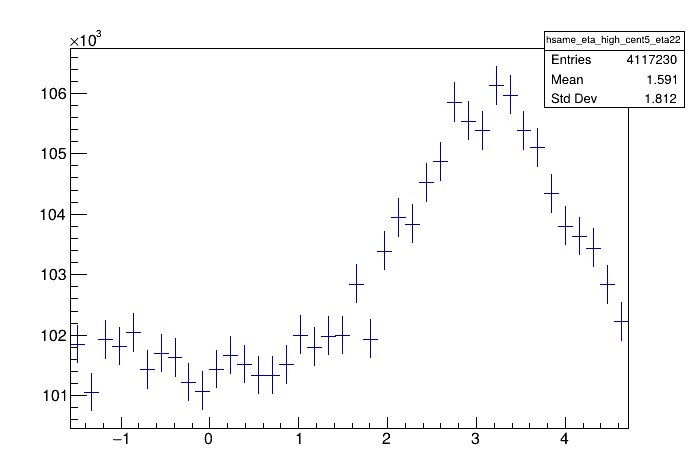 ×10³
hsame_eta_high_cent5_eta22
Entries 4117230
Mean 1.591
Std Dev 1.812
106
105
104
103
102
101
−1 0 1 2 3 4